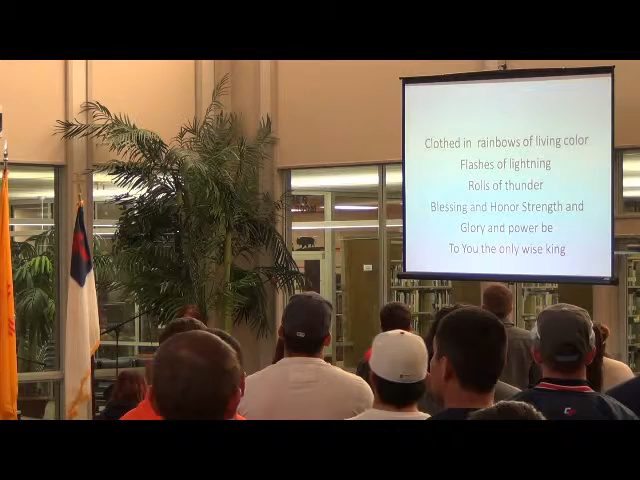 Clothed in rainbows of living color
Flashes of lightning
Rolls of thunder
Blessing and Honor Strength and
Glory and power be
To You the only wise king